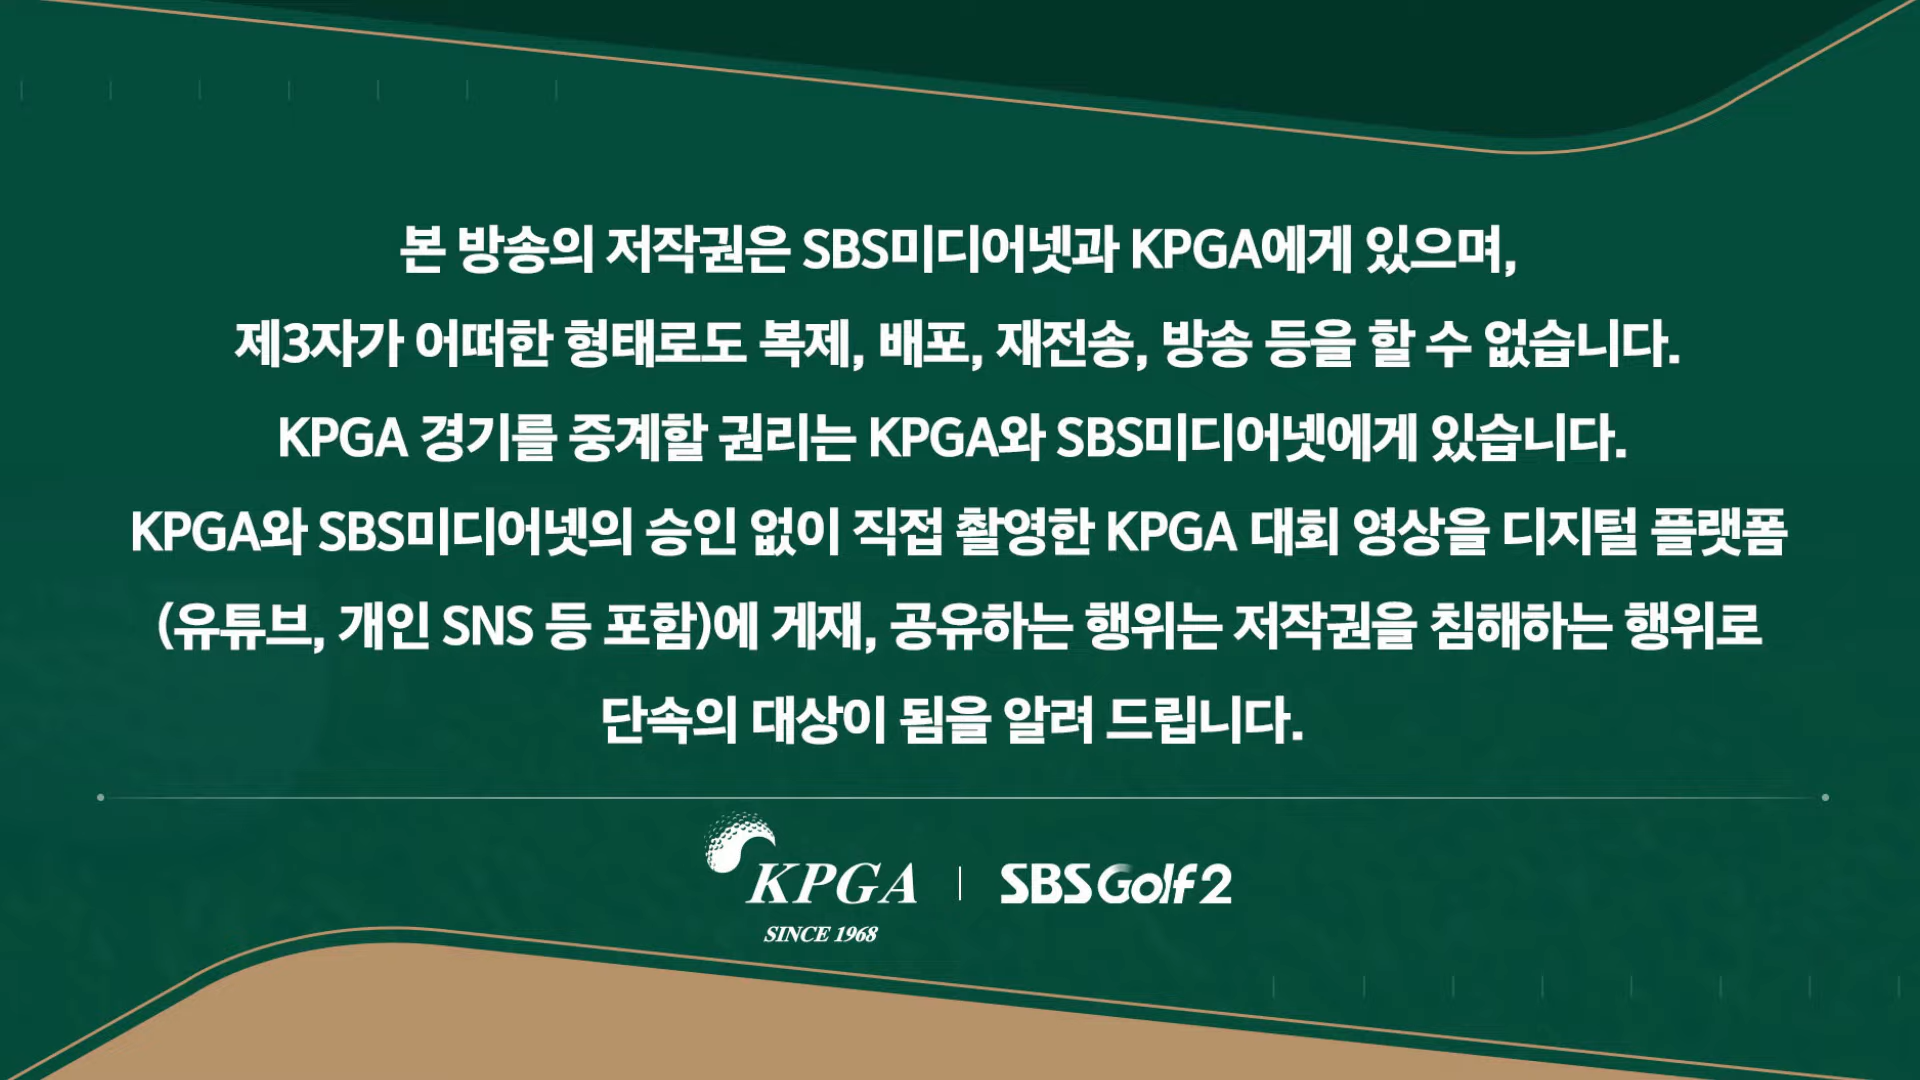 본 방송의 저작권은 SBS미디어넷과 KPGA에게 있으며,
제3자가 어떠한 형태로도 복제, 배포, 재전송, 방송 등을 할 수 없습니다.
KPGA 경기를 중계할 권리는 KPGA와 SBS미디어넷에게 있습니다.
KPGA와 SBS미디어넷의 승인 없이 직접 촬영한 KPGA 대회 영상을 디지털 플랫폼
(유튜브, 개인 SNS 등 포함)에 게재, 공유하는 행위는 저작권을 침해하는 행위로
단속의 대상이 됨을 알려 드립니다.
KPGA
SINCE 1968
SBS Golf 2